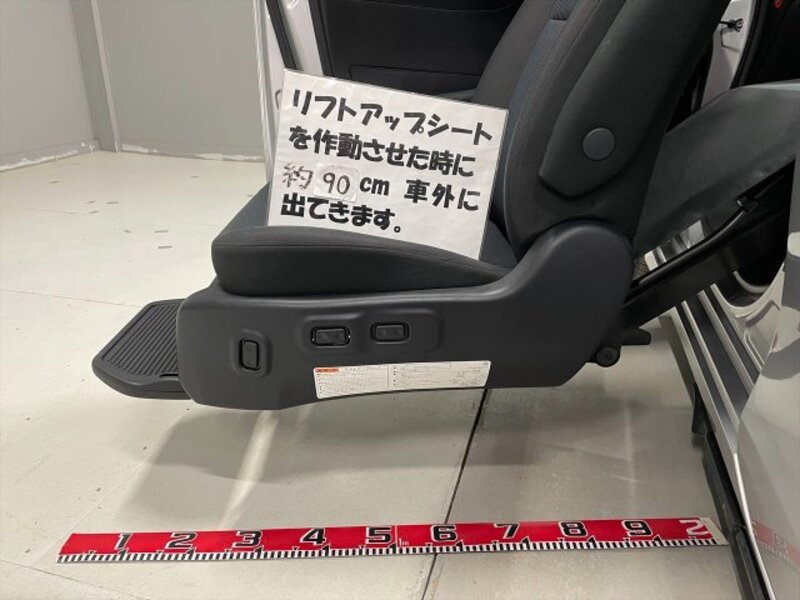 リフトアップシート
を作動させた時に
約90cm 車外に
出てきます。
1 2 3 4 5 1m 6 7 8 9 2